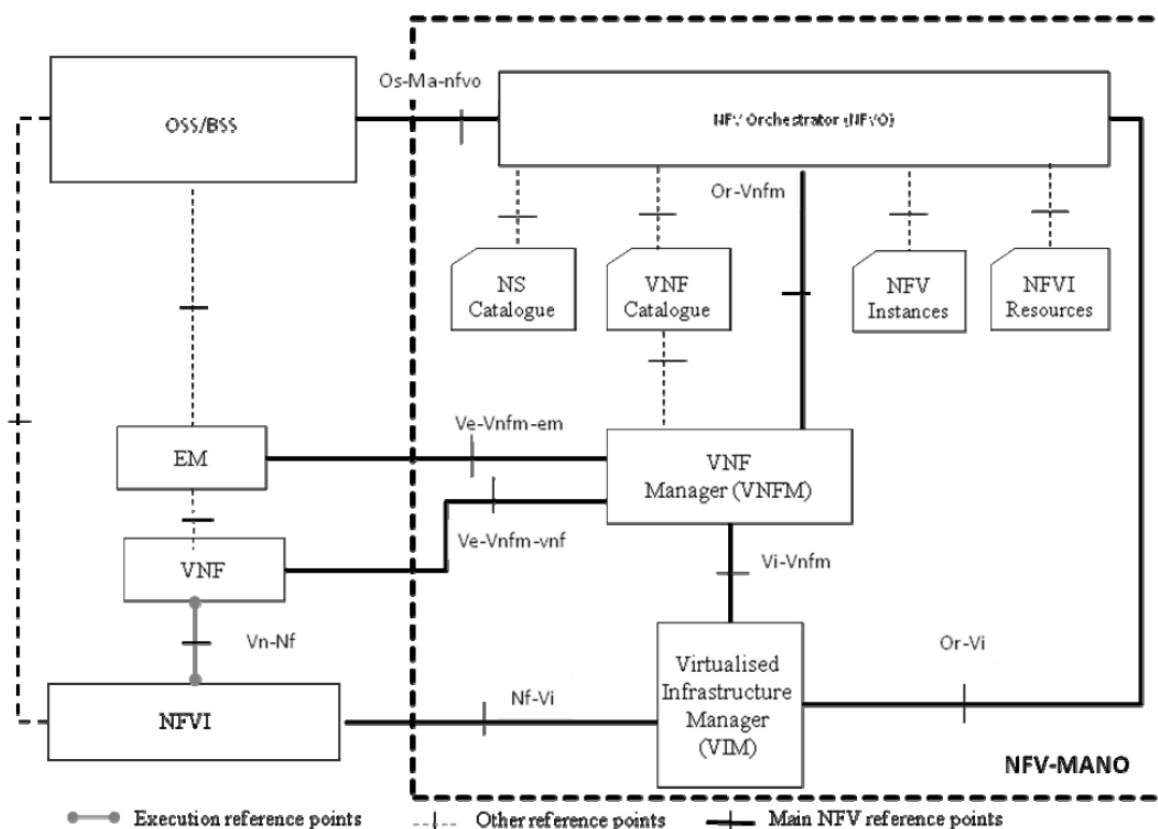 Os-Ma-nfvo
OSS/BSS
NFV Orchestrator (NFVO)
Or-Vnfm
NS
Catalogue
VNF
Catalogue
NFV
Instances
NFVI
Resources
Ve-Vnfm-em
EM
VNF
Manager (VNFM)
Ve-Vnfm-vnf
VNF
Vi-Vnfm
Vn-Nf
Or-Vi
Virtualised
Infrastructure
Manager
(VIM)
Nf-Vi
NFVI
NFV-MANO
Execution reference points
Other reference points
Main NFV reference points